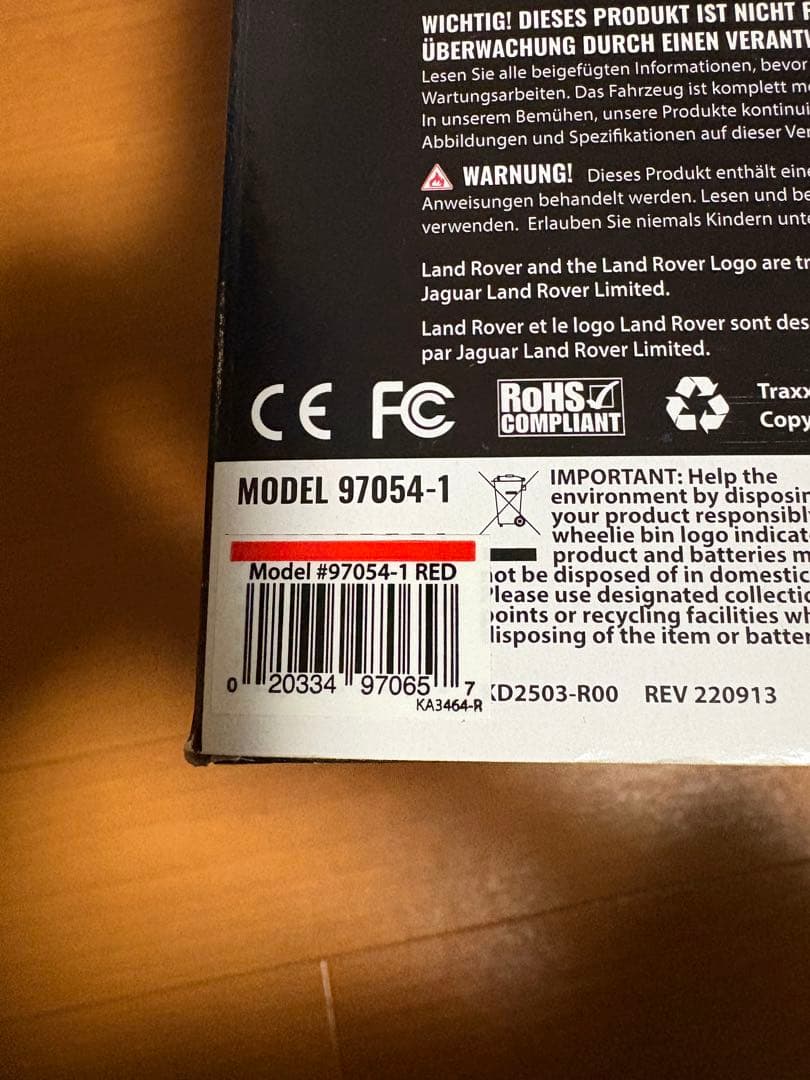 WICHTIG! DIESES PRODUKT IST NICHT
ÜBERWACHUNG DURCH EINEN
Lesen Sie alle beigefügten Informationen, bevor
Wartungsarbeiten. Das Fahrzeug ist komplett
In unserem Bemühen, unsere Produkte
Abbildungen und Spezifikationen auf dieser
WARNUNG! Dieses Produkt enthält
Anweisungen behandelt werden. Lesen und
verwenden. Erlauben Sie niemals Kindern
Land Rover and the Land Rover Logo are
Jaguar Land Rover Limited.
Land Rover et le logo Land Rover sont des
par Jaguar Land Rover Limited.
CE FC RoHS COMPLIANT
MODEL 97054-1
IMPORTANT: Help the
environment by
your product
wheelie bin logo
product and batteries
be disposed of in domestic
use designated
or recycling facilities
of the item or
Model #97054-1 RED
0 20334 97065 7
KA3464-R
KD2503-R00 REV 220913